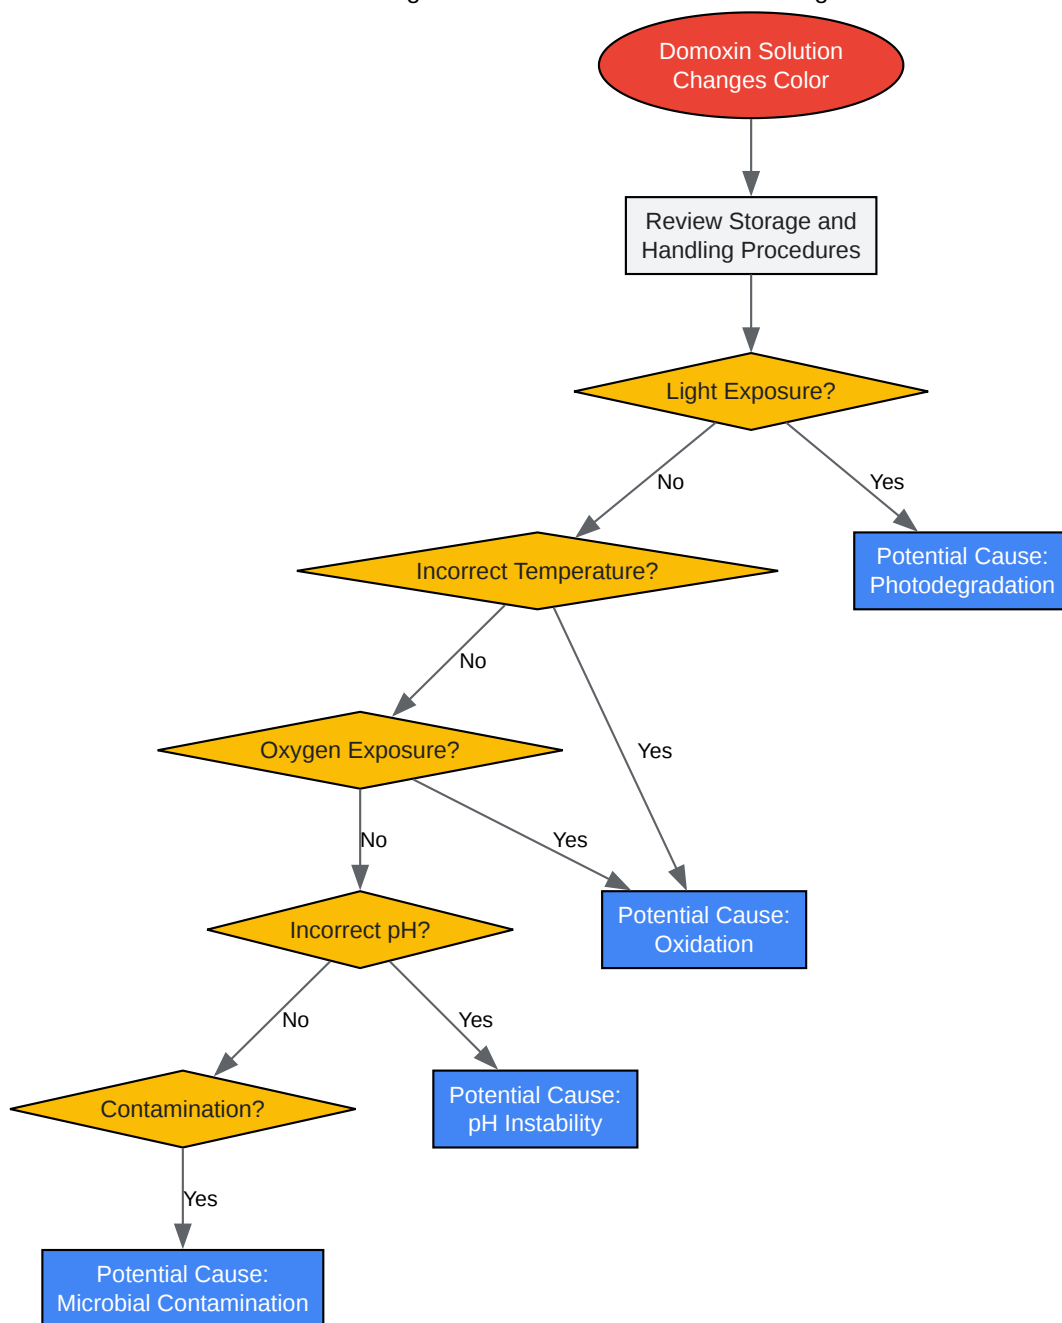 Domoxin Solution
Changes Color
Review Storage and
Handling Procedures
Light Exposure?
No
Yes
Incorrect Temperature?
Potential Cause:
Photodegradation
No
Yes
Oxygen Exposure?
No
Yes
Incorrect pH?
Potential Cause:
Oxidation
No
Yes
Contamination?
Potential Cause:
pH Instability
Yes
Potential Cause:
Microbial Contamination